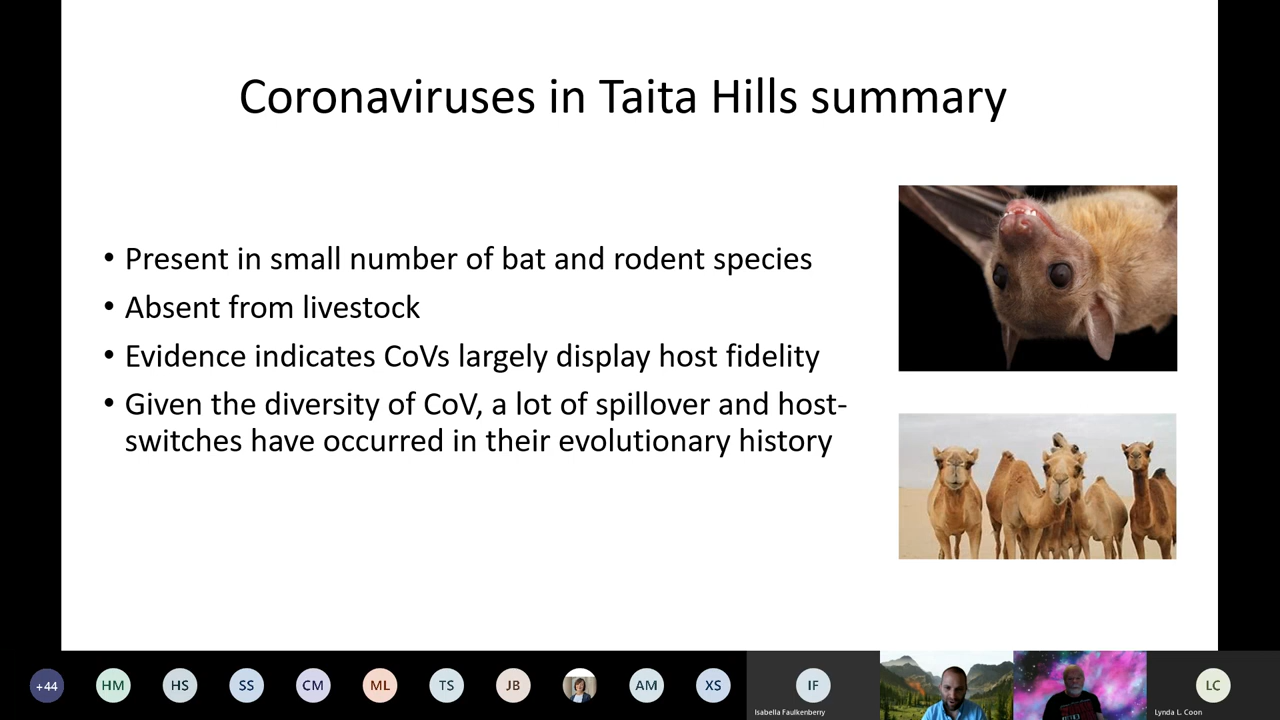 Coronaviruses in Taita Hills summary
• Present in small number of bat and rodent species
• Absent from livestock
• Evidence indicates CoVs largely display host fidelity
• Given the diversity of CoV, a lot of spillover and host-
switches have occurred in their evolutionary history
+44 HM HS SS CM ML TS JB AM XS IF LC
Isabella Faulkenberry
Lynda L. Coon